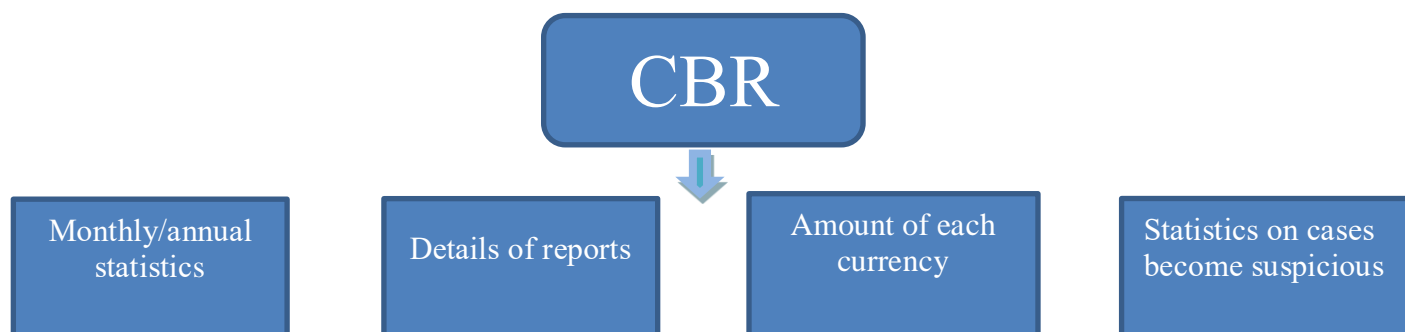 CBR
Monthly/annual
statistics
Details of reports
Amount of each
currency
Statistics on cases
become suspicious